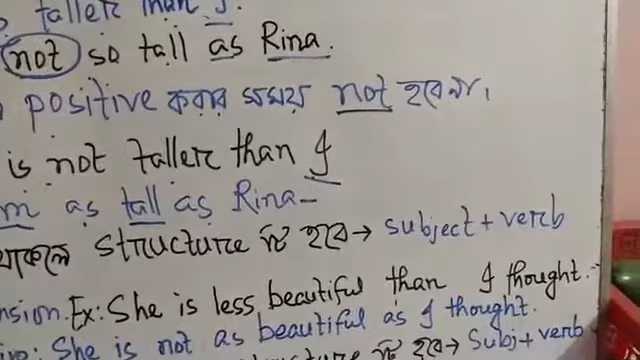 taller than I.
not so tall as Rina.
positive করার সময় not হবে না।
is not taller than I
m as tall as Rina-
থাকলে structure টি হবে→ subject + verb
nsion. Ex: She is less beautiful than I thought.
She is not as beautiful as I thought.
structure টি হবে→ Subj + verb